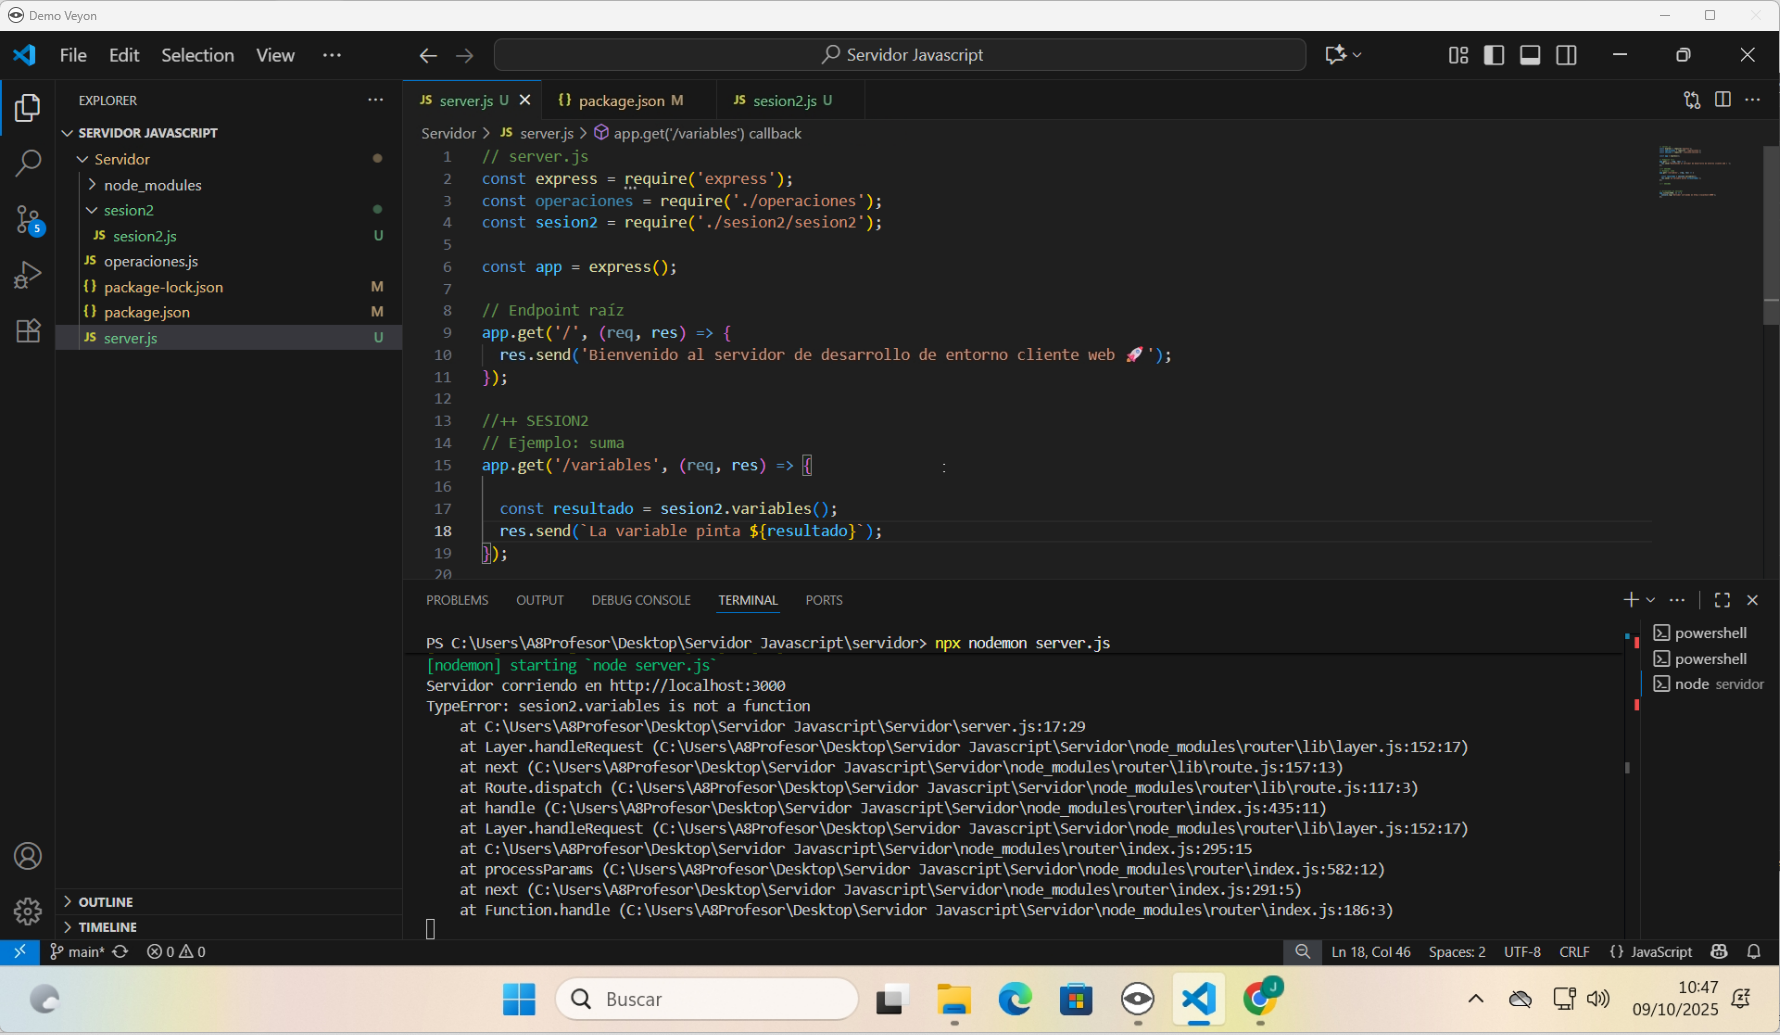 Demo Veyon
File Edit Selection View ···
Servidor Javascript
EXPLORER
SERVIDOR JAVASCRIPT
Servidor
node_modules
sesion2
JS sesion2.js U
JS operaciones.js
{} package-lock.json M
{} package.json M
JS server.js U
OUTLINE
TIMELINE
5
JS server.js U
{} package.json M
JS sesion2.js U
Servidor > JS server.js > app.get('/variables') callback
1 // server.js
2 const express = require('express');
3 const operaciones = require('./operaciones');
4 const sesion2 = require('./sesion2/sesion2');
5
6 const app = express();
7
8 // Endpoint raíz
9 app.get('/', (req, res) => {
10 res.send('Bienvenido al servidor de desarrollo de entorno cliente web 🚀');
11 });
12
13 //++ SESION2
14 // Ejemplo: suma
15 app.get('/variables', (req, res) => {
16
17 const resultado = sesion2.variables();
18 res.send(`La variable pinta ${resultado}`);
19 });
20
PROBLEMS OUTPUT DEBUG CONSOLE TERMINAL PORTS
PS C:\Users\A8Profesor\Desktop\Servidor Javascript\servidor> npx nodemon server.js
[nodemon] starting `node server.js`
Servidor corriendo en http://localhost:3000
TypeError: sesion2.variables is not a function
at C:\Users\A8Profesor\Desktop\Servidor Javascript\Servidor\server.js:17:29
at Layer.handleRequest (C:\Users\A8Profesor\Desktop\Servidor Javascript\Servidor\node_modules\router\lib\layer.js:152:17)
at next (C:\Users\A8Profesor\Desktop\Servidor Javascript\Servidor\node_modules\router\lib\route.js:157:13)
at Route.dispatch (C:\Users\A8Profesor\Desktop\Servidor Javascript\Servidor\node_modules\router\lib\route.js:117:3)
at handle (C:\Users\A8Profesor\Desktop\Servidor Javascript\Servidor\node_modules\router\index.js:435:11)
at Layer.handleRequest (C:\Users\A8Profesor\Desktop\Servidor Javascript\Servidor\node_modules\router\lib\layer.js:152:17)
at C:\Users\A8Profesor\Desktop\Servidor Javascript\Servidor\node_modules\router\index.js:295:15
at processParams (C:\Users\A8Profesor\Desktop\Servidor Javascript\Servidor\node_modules\router\index.js:582:12)
at next (C:\Users\A8Profesor\Desktop\Servidor Javascript\Servidor\node_modules\router\index.js:291:5)
at Function.handle (C:\Users\A8Profesor\Desktop\Servidor Javascript\Servidor\node_modules\router\index.js:186:3)
powershell
powershell
node servidor
main* 0 0 Ln 18, Col 46 Spaces: 2 UTF-8 CRLF {} JavaScript
Buscar
J
10:47
09/10/2025